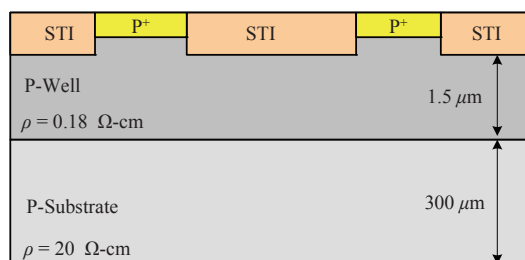 STI P⁺ STI P⁺ STI
P-Well
1.5 μm
ρ = 0.18 Ω-cm
P-Substrate
300 μm
ρ = 20 Ω-cm